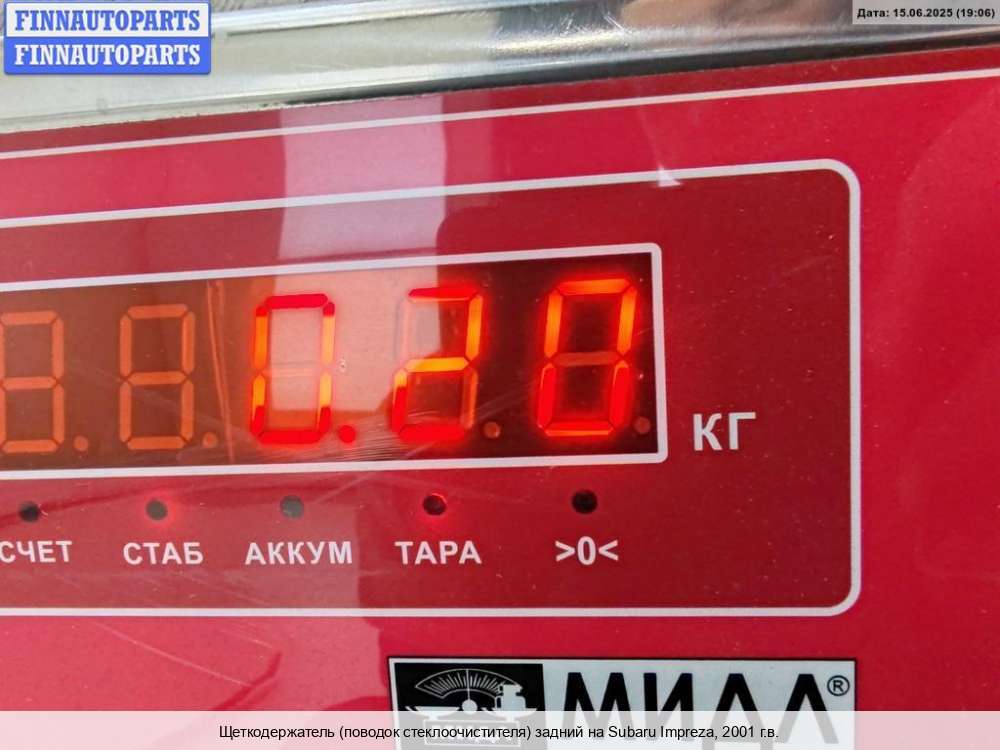 FINNAUTOPARTS
FINNAUTOPARTS
Дата: 15.06.2025 (19:06)
0.20
КГ
СЧЕТ СТАБ АККУМ ТАРА >0<
МИДЛ®
Щеткодержатель (поводок стеклоочистителя) задний на Subaru Impreza, 2001 г.в.